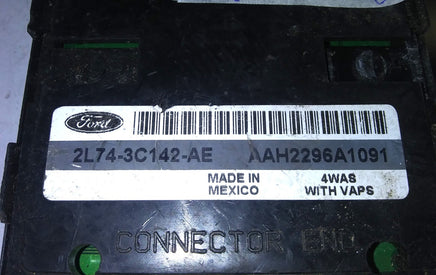 Ford
2L74-3C142-AE AAH2296A1091
MADE IN MEXICO 4WAS WITH VAPS
CONNECTOR END